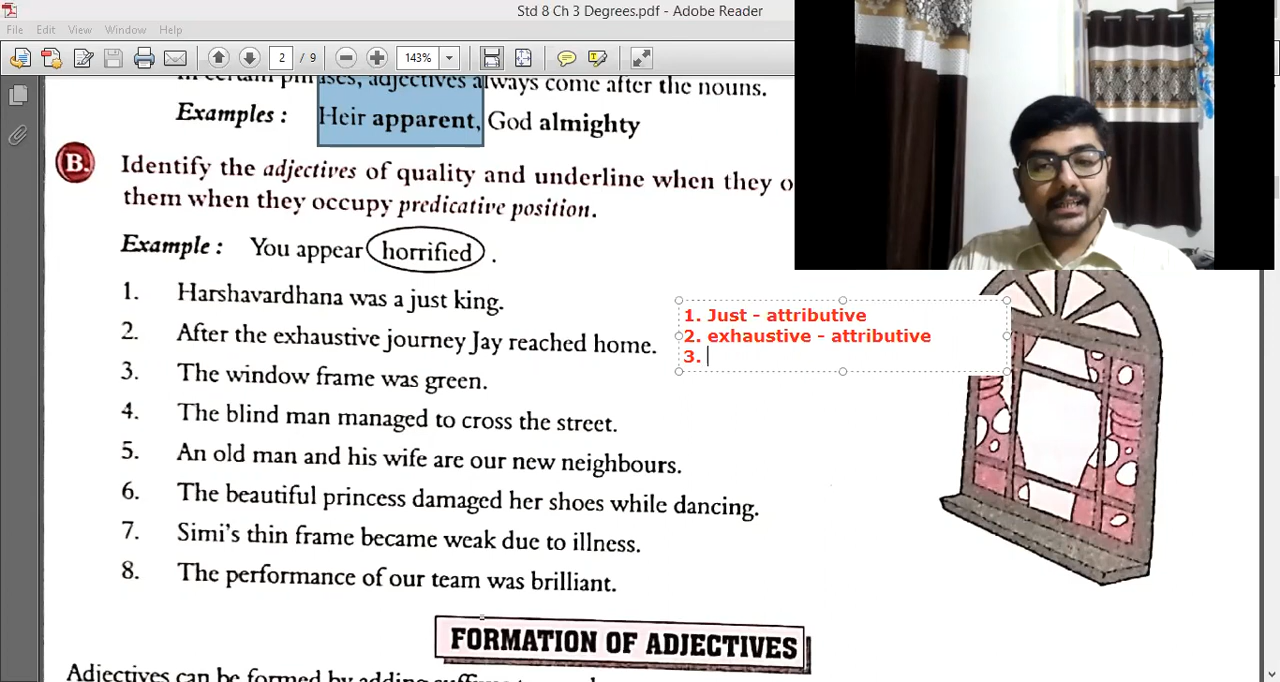 Std 8 Ch 3 Degrees.pdf - Adobe Reader
File Edit View Window Help
2 / 9 143%
In certain phrases, adjectives always come after the nouns.
Examples : Heir apparent, God almighty
B. Identify the adjectives of quality and underline when they o
them when they occupy predicative position.
Example : You appear horrified .
1. Harshavardhana was a just king.
2. After the exhaustive journey Jay reached home.
3. The window frame was green.
4. The blind man managed to cross the street.
5. An old man and his wife are our new neighbours.
6. The beautiful princess damaged her shoes while dancing.
7. Simi's thin frame became weak due to illness.
8. The performance of our team was brilliant.
1. Just - attributive
2. exhaustive - attributive
3.
FORMATION OF ADJECTIVES
Adjectives can be formed by adding